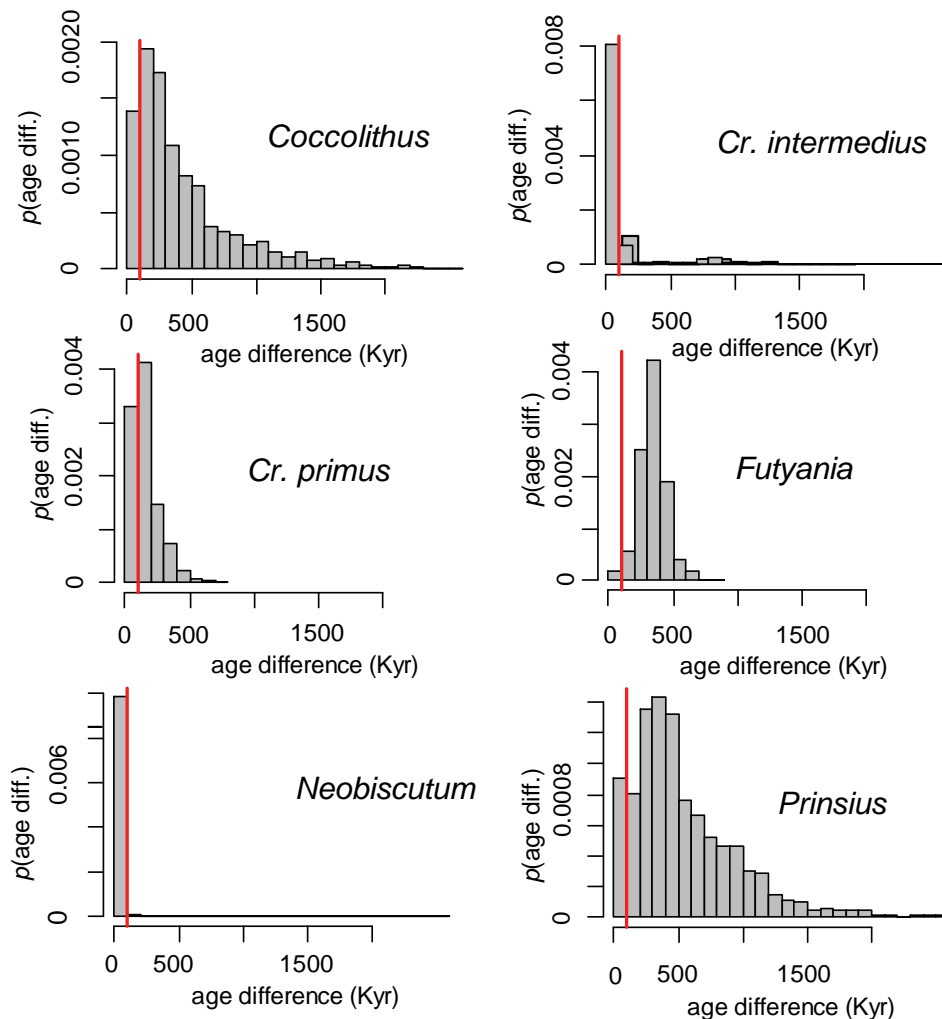 p(age diff.)
0.0020
0.0010
0
Coccolithus
0
500
1500
age difference (Kyr)
p(age diff.)
0.008
0.004
0
Cr. intermedius
0
500
1500
age difference (Kyr)
p(age diff.)
0.004
0.002
0
Cr. primus
0
500
1500
age difference (Kyr)
p(age diff.)
0.004
0.002
0
Futyania
0
500
1500
age difference (Kyr)
p(age diff.)
0.006
0
Neobiscutum
0
500
1500
age difference (Kyr)
p(age diff.)
0.0008
0
Prinsius
0
500
1500
age difference (Kyr)